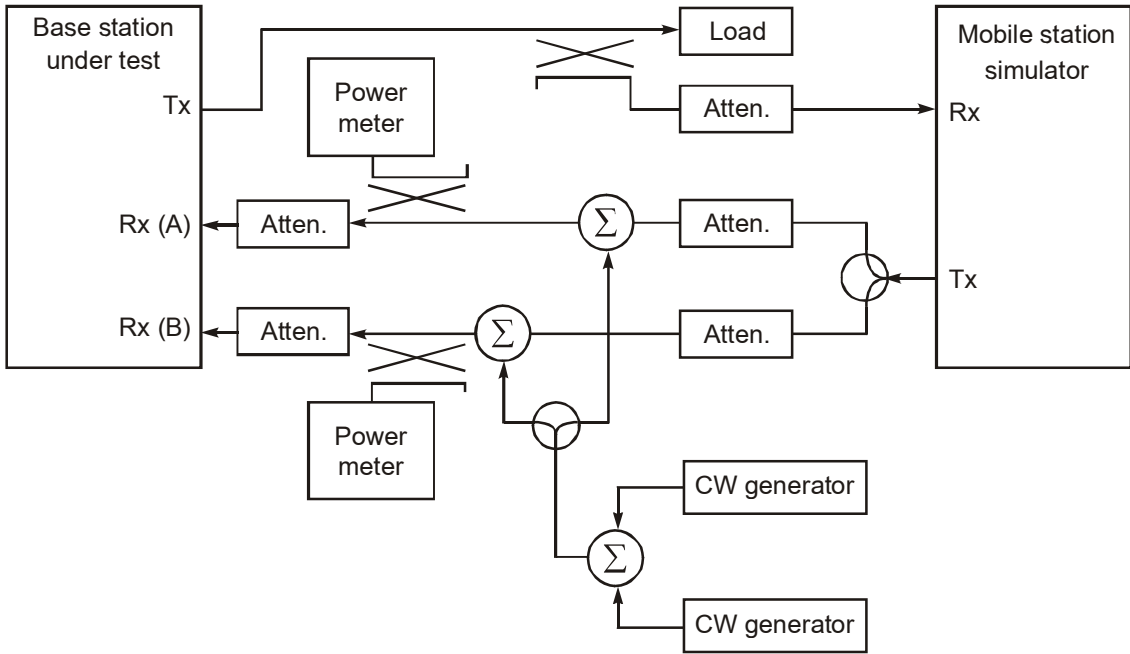 Base station
under test
Tx
Rx (A)
Rx (B)
Power
meter
Atten.
Atten.
Power
meter
Load
Atten.
Σ
Atten.
Σ
Atten.
Σ
CW generator
CW generator
Mobile station
simulator
Rx
Tx